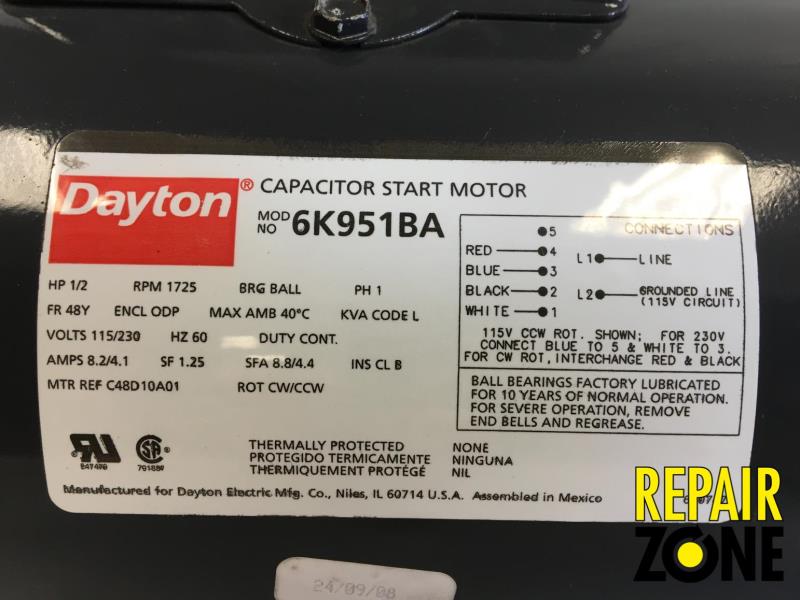 Dayton® CAPACITOR START MOTOR
MOD NO 6K951BA
HP 1/2 RPM 1725 BRG BALL PH 1
FR 48Y ENCL ODP MAX AMB 40°C KVA CODE L
VOLTS 115/230 HZ 60 DUTY CONT.
AMPS 8.2/4.1 SF 1.25 SFA 8.8/4.4 INS CL B
MTR REF C48D10A01 ROT CW/CCW
CONNECTIONS
5
RED 4 L1 LINE
BLUE 3
BLACK 2 L2 GROUNDED LINE
(115V CIRCUIT)
WHITE 1
115V CCW ROT. SHOWN; FOR 230V
CONNECT BLUE TO 5 & WHITE TO 3.
FOR CW ROT, INTERCHANGE RED & BLACK
BALL BEARINGS FACTORY LUBRICATED
FOR 10 YEARS OF NORMAL OPERATION.
FOR SEVERE OPERATION, REMOVE
END BELLS AND REGREASE.
THERMALLY PROTECTED NONE
PROTEGIDO TERMICAMENTE NINGUNA
THERMIQUEMENT PROTÉGÉ NIL
Manufactured for Dayton Electric Mfg. Co., Niles, IL 60714 U.S.A. Assembled in Mexico
24/09/08
REPAIR
ZONE